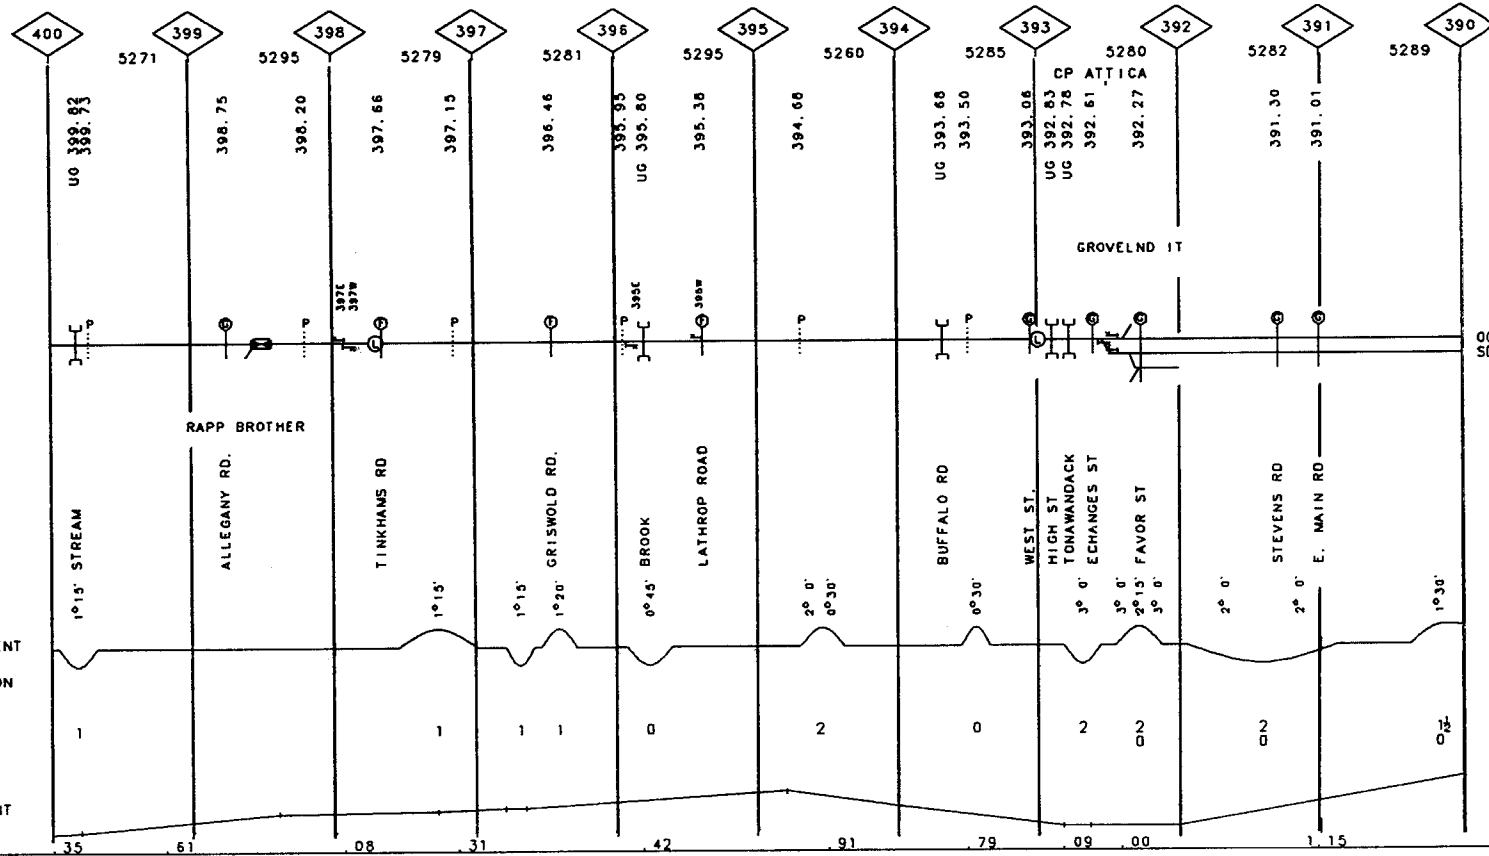 400 399 398 397 396 395 394 393 392 391 390
5271 5295 5279 5281 5295 5260 5285 5280 5282 5289
CP ATTICA
UG 399.82
399.73
398.75
398.20
397.66
397.15
396.46
395.95
UG 395.80
395.38
394.68
UG 393.68
393.50
393.06
UG 392.83
UG 392.78
392.61
392.27
391.30
391.01
GROVELND IT
397E
397W
395E
395W
P P P P P P
G F F F G G G G G
L L
RAPP BROTHER
STREAM
ALLEGANY RD.
TINKHAMS RD
GRISWOLD RD.
BROOK
LATHROP ROAD
BUFFALO RD
WEST ST.
HIGH ST
TONAWANDACK
ECHANGES ST
FAVOR ST
STEVENS RD
E. MAIN RD
1°15' 1°15' 1°15' 1°20' 0°45' 2° 0' 0°30' 0°30' 3° 0' 3° 0' 2°15' 3° 0' 2° 0' 2° 0' 1°30'
ENT
ON
1 1 1 1 0 2 0 2 2 2 1½
0 0 0
NT
.35 .61 .08 .31 .42 .91 .79 .09 .00 1.15